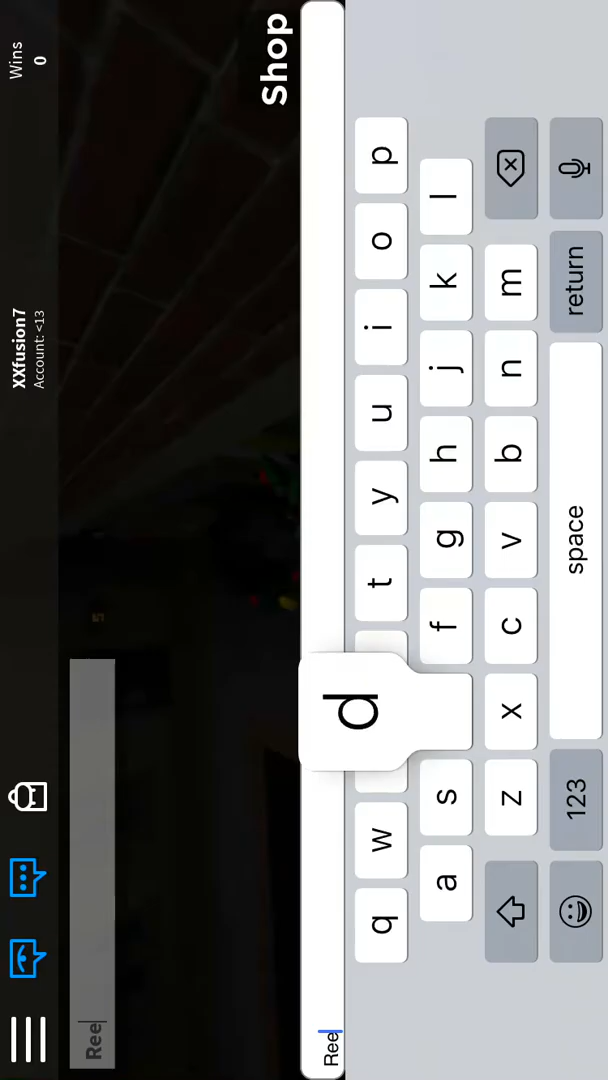 XXfusion7
Account: <13
Wins
0
Shop
Ree
Ree
q w t y u i o p
a s d f g h j k l
z x c v b n m
123 space return